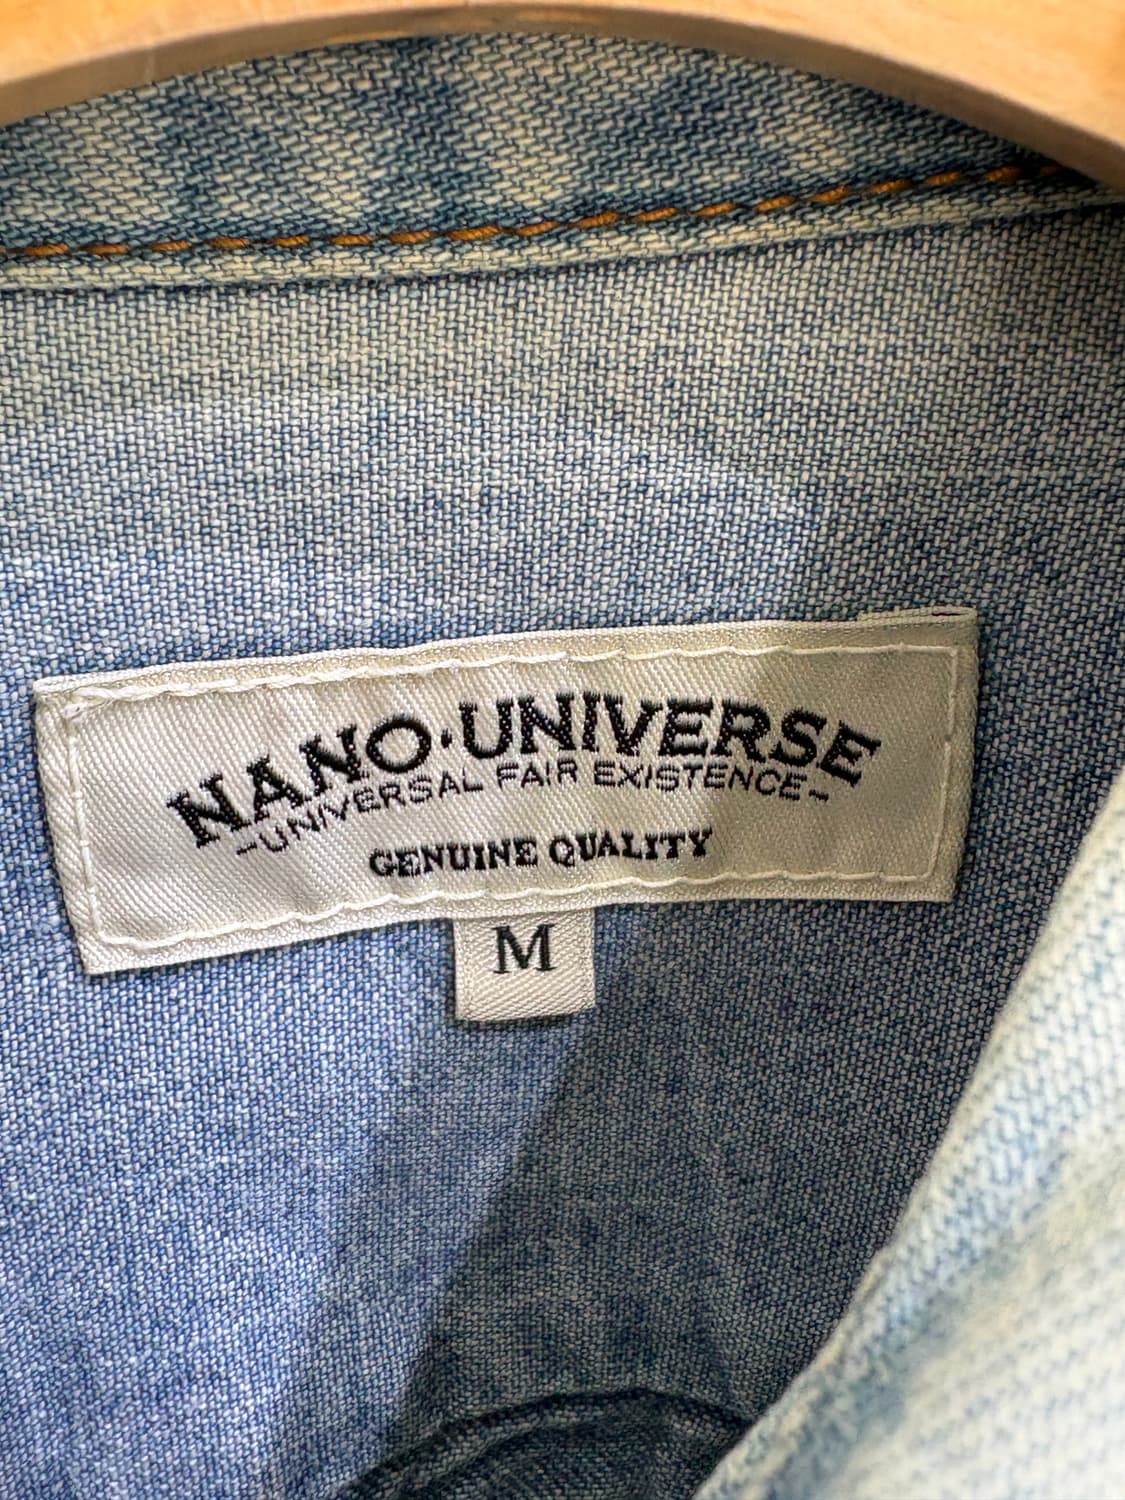 NANO·UNIVERSE
~UNIVERSAL FAIR EXISTENCE~
GENUINE QUALITY
M